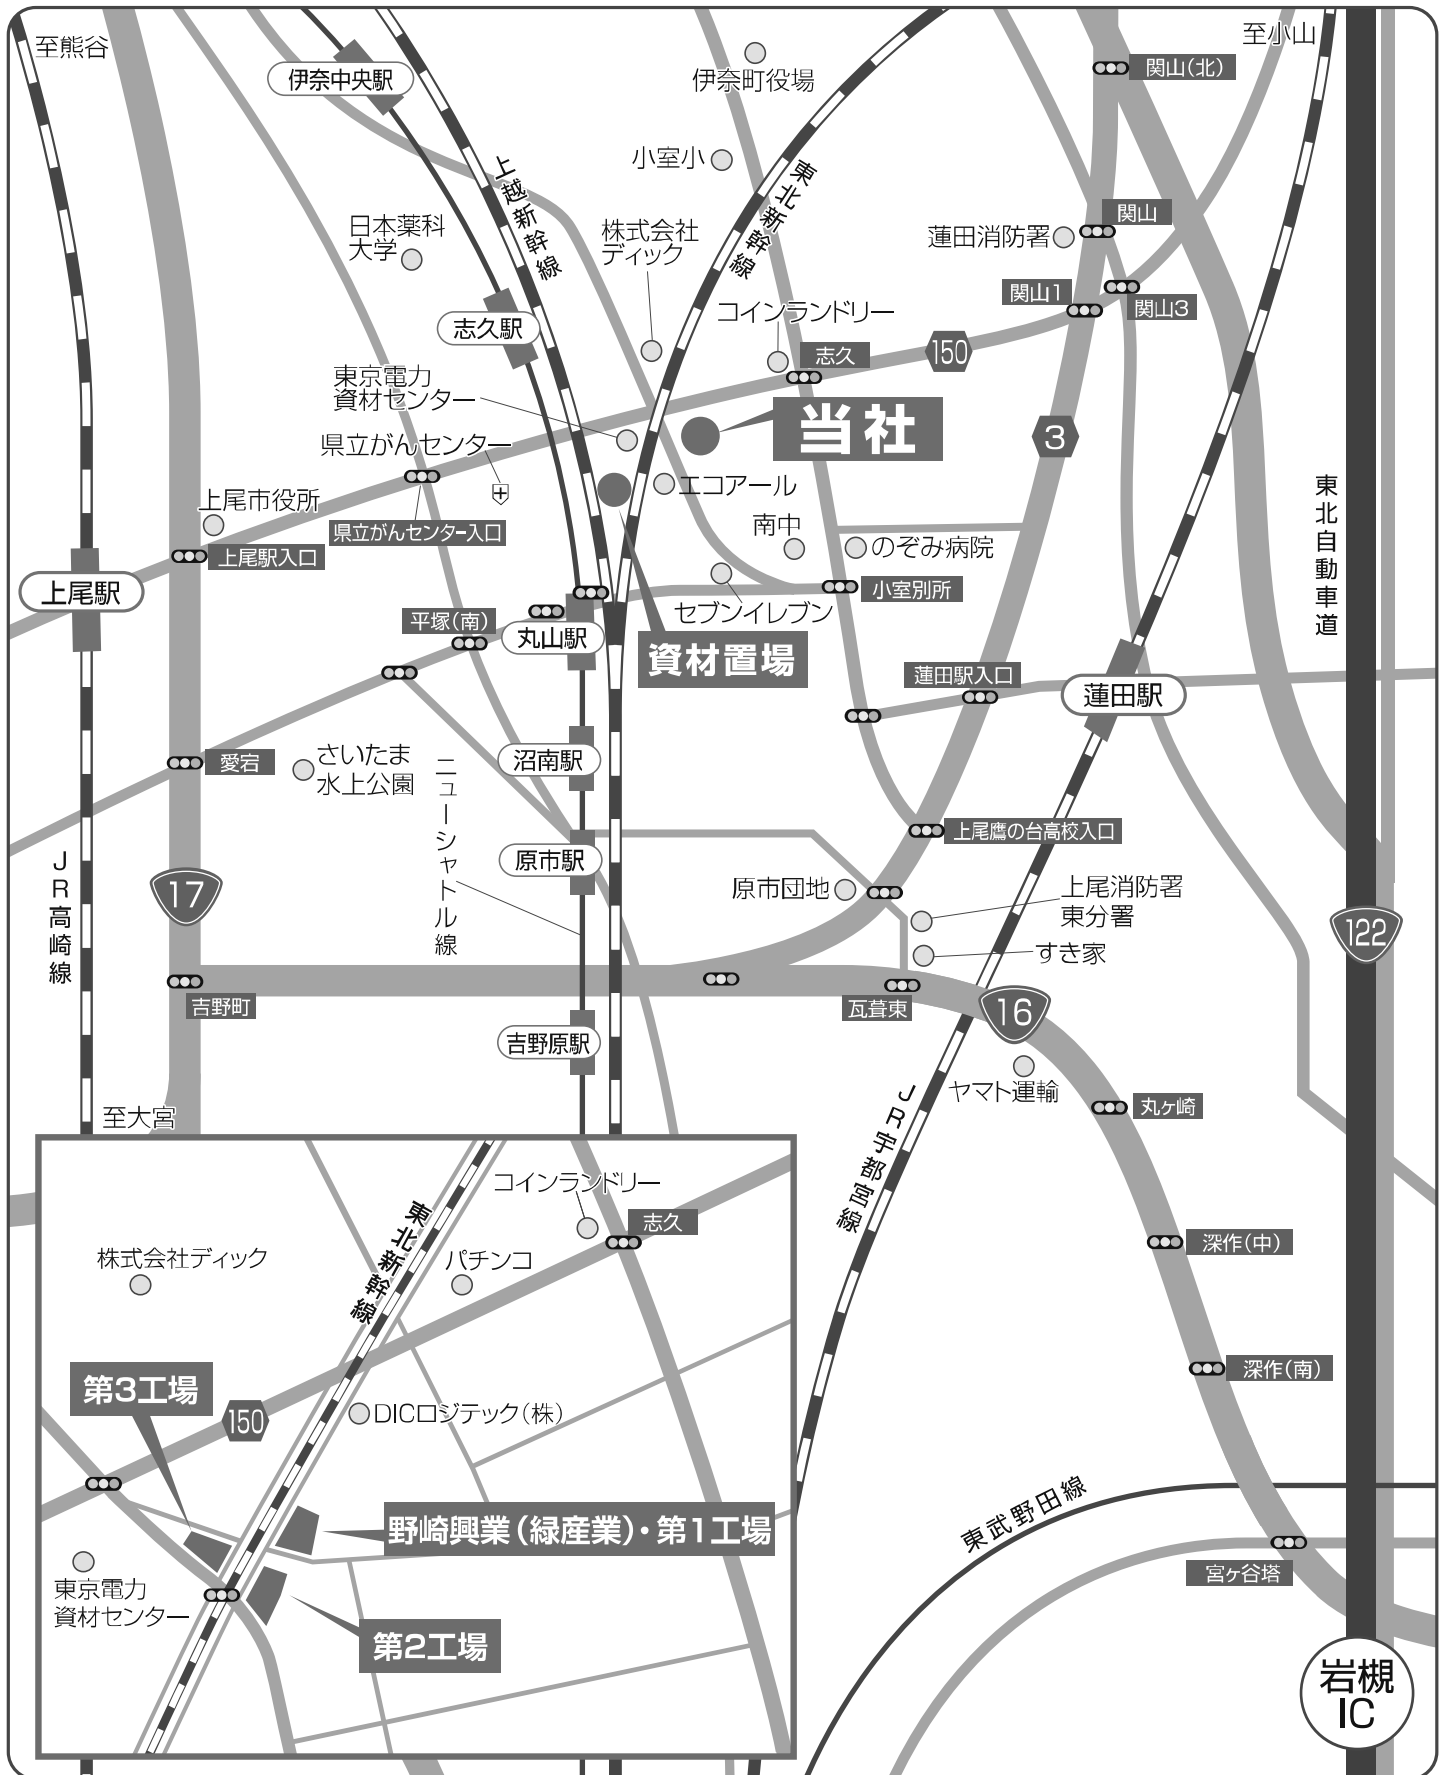 至熊谷
伊奈中央駅
伊奈町役場
至小山
関山(北)
小室小
上越新幹線
東北新幹線
日本薬科
大学
株式会社
ディック
蓮田消防署
関山
関山1
関山3
志久駅
コインランドリー
志久
150
東京電力
資材センター
当社
3
県立がんセンター
エコアール
東北自動車道
上尾市役所
県立がんセンター入口
南中
のぞみ病院
上尾駅入口
上尾駅
小室別所
セブンイレブン
平塚(南)
丸山駅
資材置場
蓮田駅入口
蓮田駅
愛宕
さいたま
水上公園
ニューシャトル線
沼南駅
上尾鷹の台高校入口
JR高崎線
17
原市駅
原市団地
上尾消防署
東分署
すき家
122
吉野町
瓦葺東
16
吉野原駅
ヤマト運輸
至大宮
JR宇都宮線
丸ヶ崎
コインランドリー
志久
東北新幹線
株式会社ディック
パチンコ
深作(中)
第3工場
150
DICロジテック(株)
深作(南)
野崎興業(緑産業)・第1工場
東武野田線
東京電力
資材センター
宮ヶ谷塔
第2工場
岩槻
IC